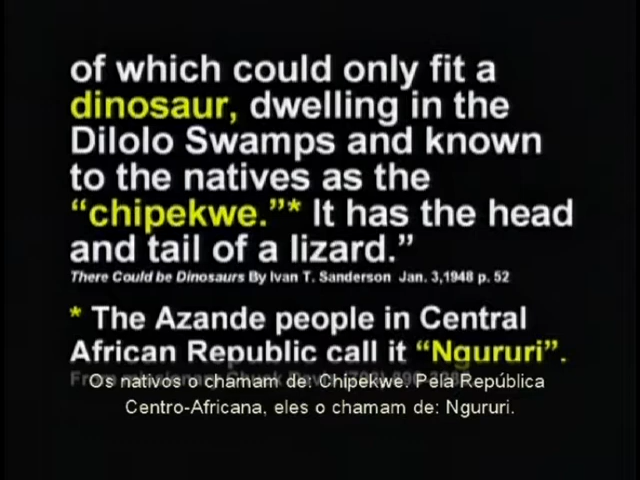 of which could only fit a
dinosaur, dwelling in the
Dilolo Swamps and known
to the natives as the
“chipekwe.”* It has the head
and tail of a lizard.”
There Could be Dinosaurs By Ivan T. Sanderson Jan. 3,1948 p. 52
* The Azande people in Central
African Republic call it “Ngururi”.
From
Os nativos o chamam de: Chipekwe. Pela República
Centro-Africana, eles o chamam de: Ngururi.